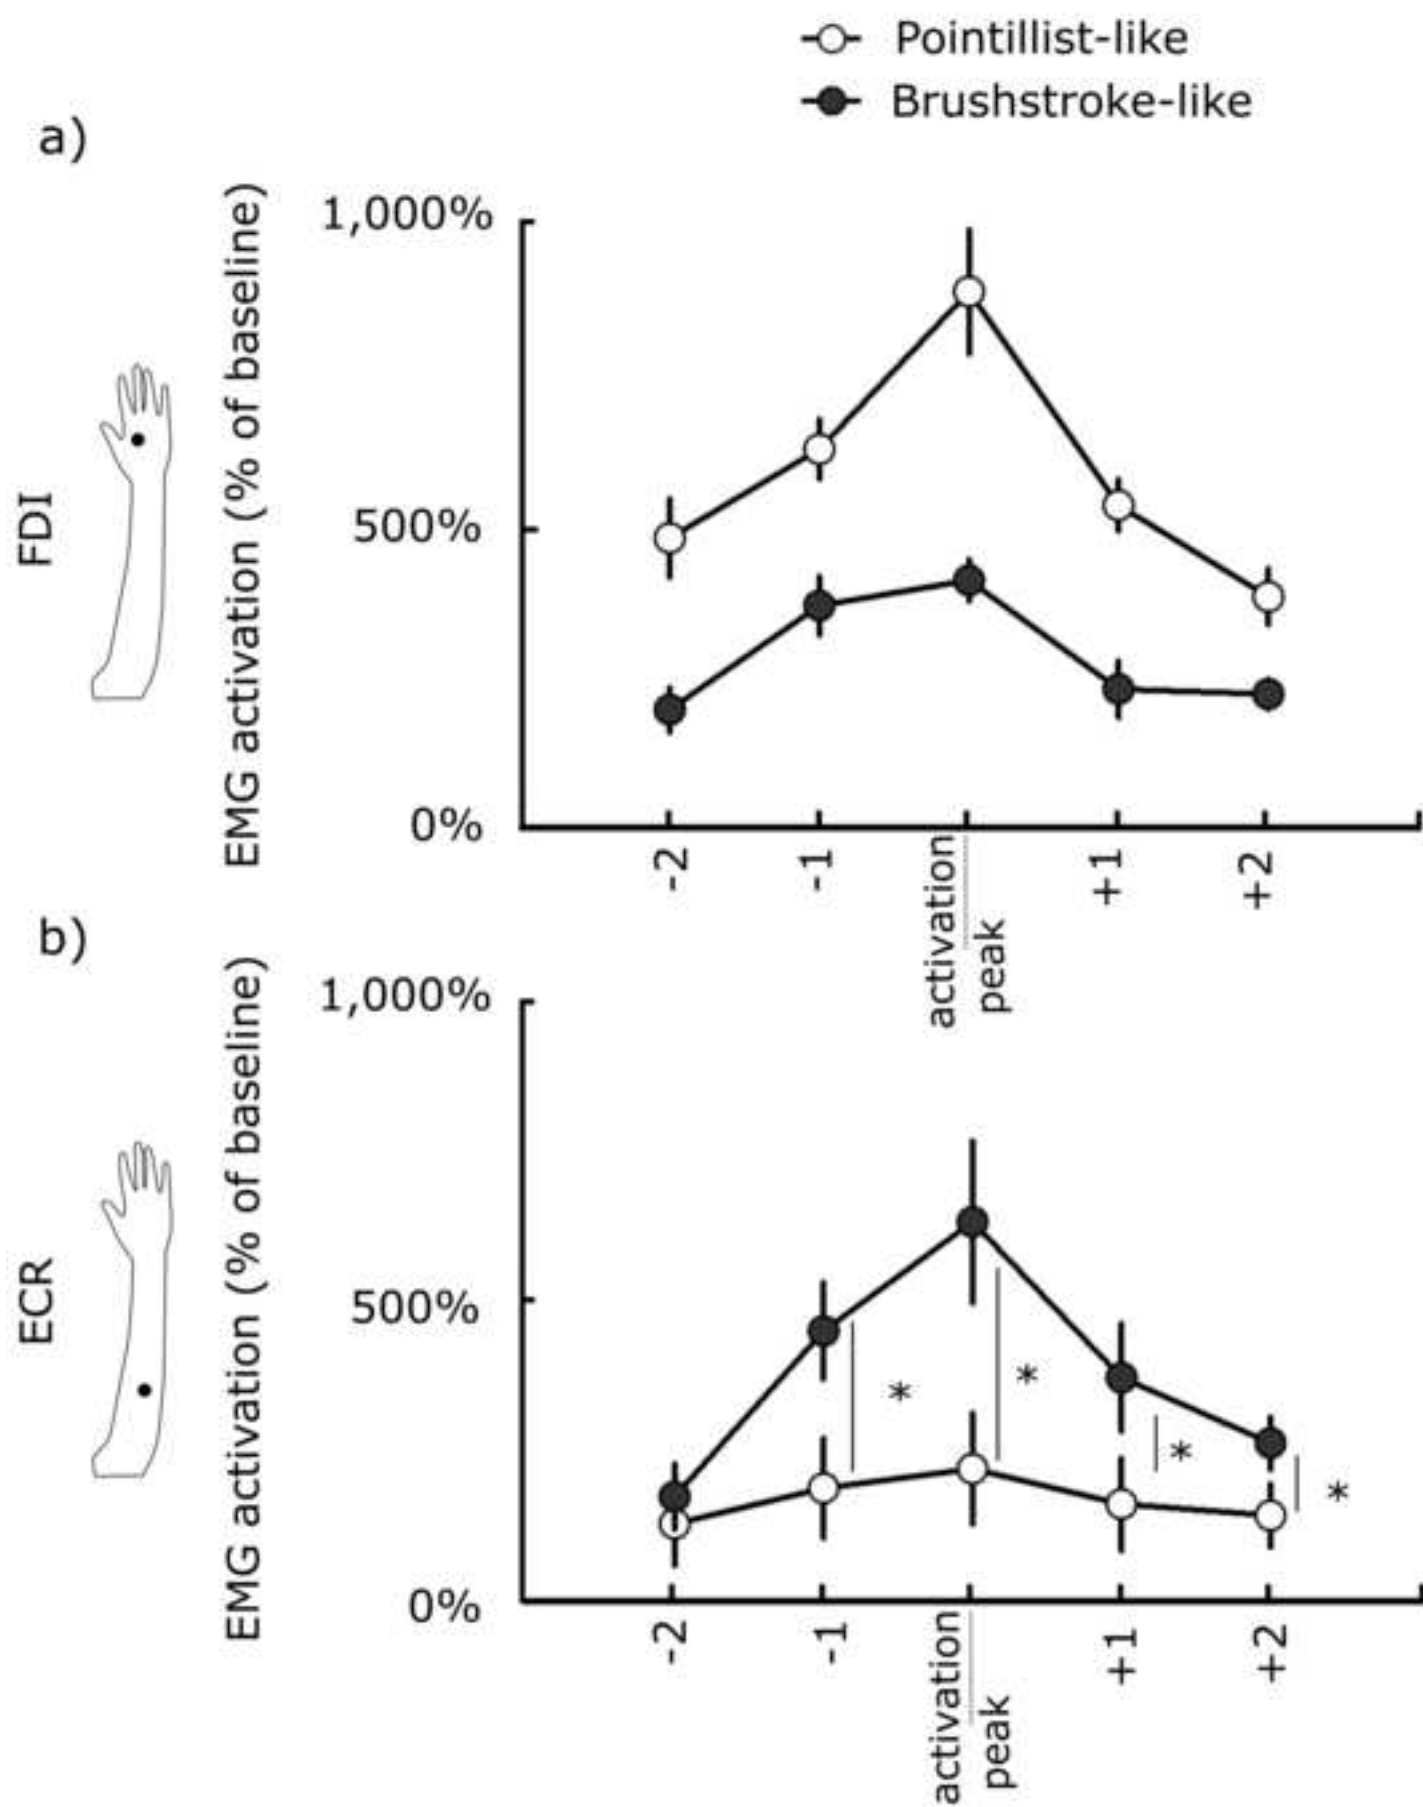 Pointillist-like
Brushstroke-like
a)
FDI
EMG activation (% of baseline)
1,000%
500%
0%
-2
-1
activation
peak
+1
+2
b)
ECR
EMG activation (% of baseline)
1,000%
500%
0%
*
*
*
*
-2
-1
activation
peak
+1
+2